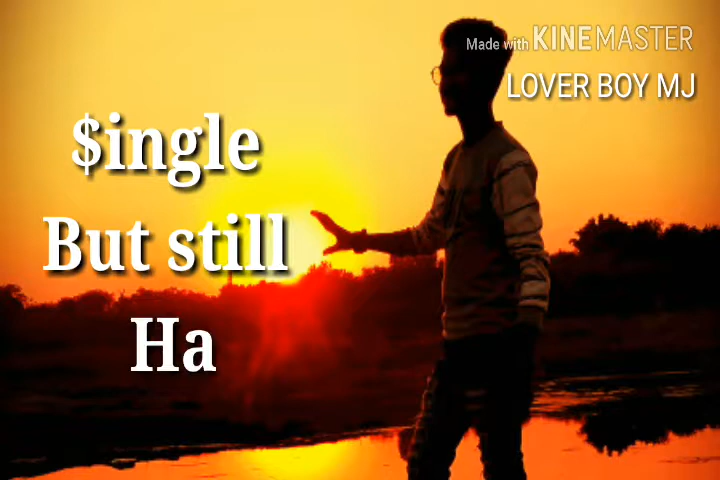 Made with KINEMASTER
LOVER BOY MJ
$ingle
But still
Ha